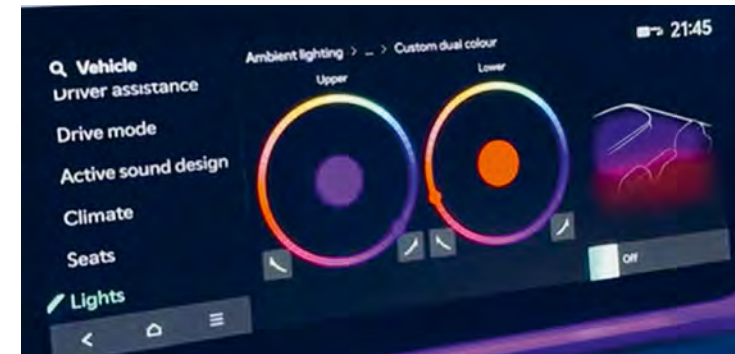 21:45
Vehicle
Driver assistance
Drive mode
Active sound design
Climate
Seats
Lights
Ambient lighting > ... > Custom dual colour
Upper
Lower
Off